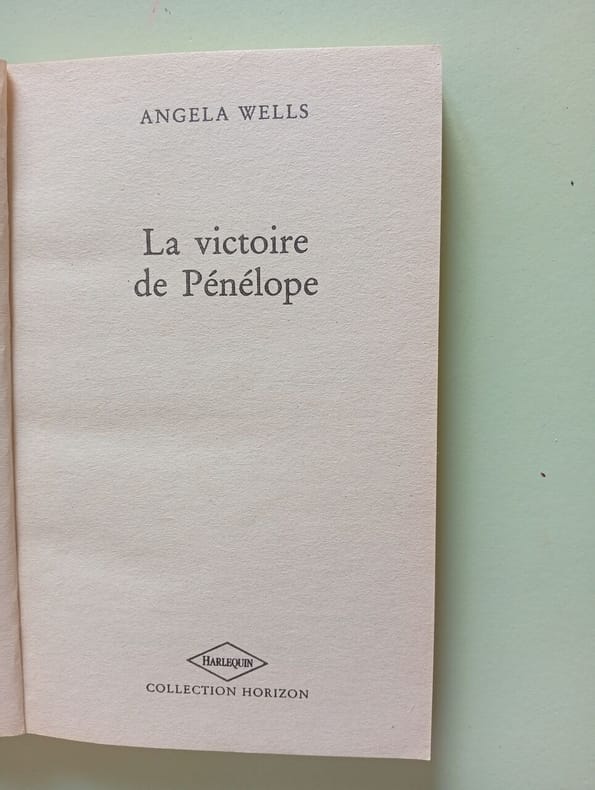 ANGELA WELLS
La victoire
de Pénélope
HARLEQUIN
COLLECTION HORIZON